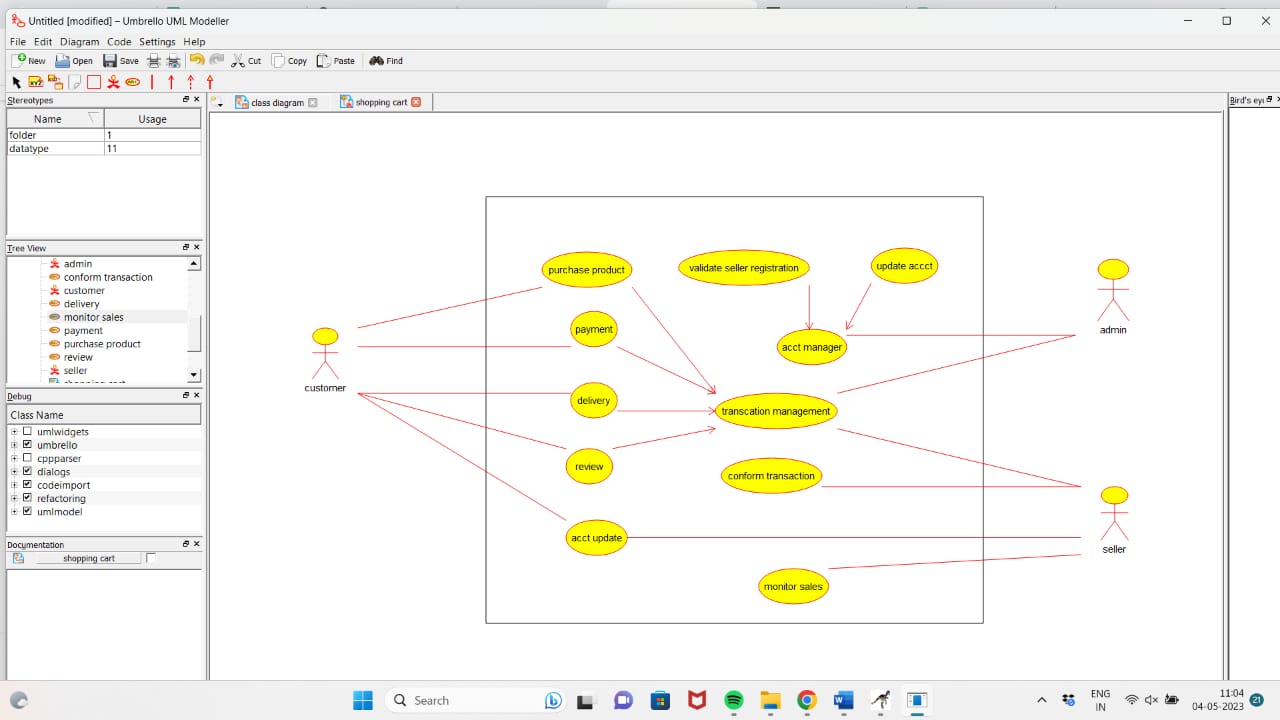 Untitled [modified] – Umbrello UML Modeller
File Edit Diagram Code Settings Help
New Open Save Cut Copy Paste Find
Stereotypes
Name Usage
folder 1
datatype 11
Tree View
admin
conform transaction
customer
delivery
monitor sales
payment
purchase product
review
seller
Debug
Class Name
umlwidgets
umbrello
cppparser
dialogs
codeimport
refactoring
umlmodel
Documentation
shopping cart
class diagram
shopping cart
Bird's
purchase product
validate seller registration
update accct
payment
acct manager
admin
customer
delivery
transcation management
review
conform transaction
acct update
seller
monitor sales
Search
ENG
IN
11:04
04-05-2023
21